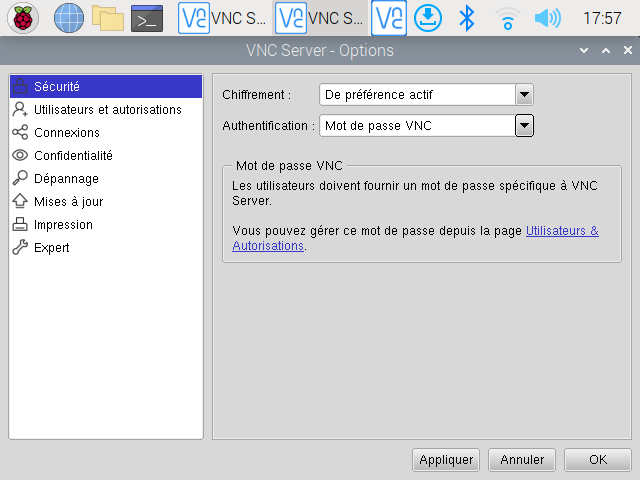 VNC S... VNC S... 17:57
VNC Server - Options
Sécurité
Utilisateurs et autorisations
Connexions
Confidentialité
Dépannage
Mises à jour
Impression
Expert
Chiffrement : De préférence actif
Authentification : Mot de passe VNC
Mot de passe VNC
Les utilisateurs doivent fournir un mot de passe spécifique à VNC
Server.
Vous pouvez gérer ce mot de passe depuis la page Utilisateurs &
Autorisations.
Appliquer Annuler OK